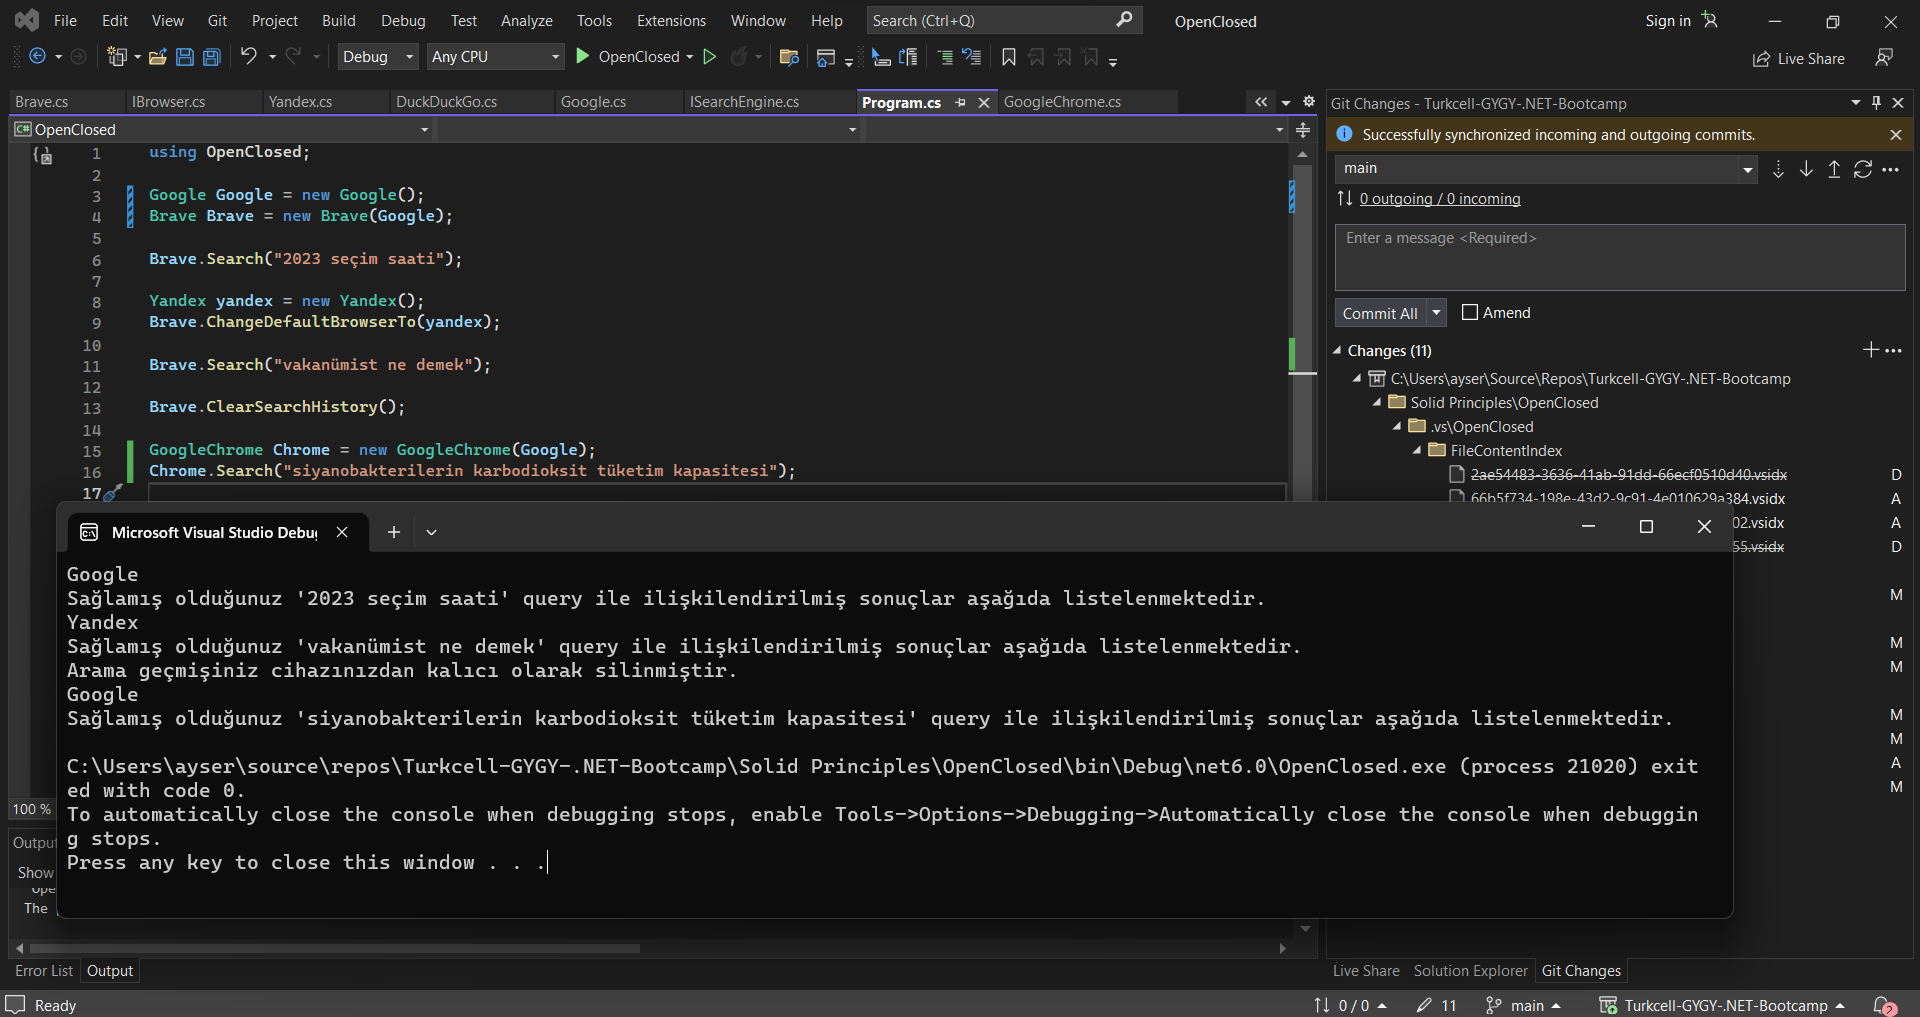 File Edit View Git Project Build Debug Test Analyze Tools Extensions Window Help Search (Ctrl+Q) OpenClosed Sign in
Debug Any CPU OpenClosed Live Share
Brave.cs IBrowser.cs Yandex.cs DuckDuckGo.cs Google.cs ISearchEngine.cs Program.cs GoogleChrome.cs
C# OpenClosed
1 using OpenClosed;
2
3 Google Google = new Google();
4 Brave Brave = new Brave(Google);
5
6 Brave.Search("2023 seçim saati");
7
8 Yandex yandex = new Yandex();
9 Brave.ChangeDefaultBrowserTo(yandex);
10
11 Brave.Search("vakanümist ne demek");
12
13 Brave.ClearSearchHistory();
14
15 GoogleChrome Chrome = new GoogleChrome(Google);
16 Chrome.Search("siyanobakterilerin karbodioksit tüketim kapasitesi");
17
Git Changes - Turkcell-GYGY-.NET-Bootcamp
Successfully synchronized incoming and outgoing commits.
main
0 outgoing / 0 incoming
Enter a message <Required>
Commit All Amend
Changes (11)
C:\Users\ayser\Source\Repos\Turkcell-GYGY-.NET-Bootcamp
Solid Principles\OpenClosed
.vs\OpenClosed
FileContentIndex
2ae54483-3636-41ab-91dd-66ecf0510d40.vsidx D
66b5f734-198e-43d2-9c91-4e010629a384.vsidx A
02.vsidx A
55.vsidx D
M
M
M
M
M
A
M
Microsoft Visual Studio Debu
Google
Sağlamış olduğunuz '2023 seçim saati' query ile ilişkilendirilmiş sonuçlar aşağıda listelenmektedir.
Yandex
Sağlamış olduğunuz 'vakanümist ne demek' query ile ilişkilendirilmiş sonuçlar aşağıda listelenmektedir.
Arama geçmişiniz cihazınızdan kalıcı olarak silinmiştir.
Google
Sağlamış olduğunuz 'siyanobakterilerin karbodioksit tüketim kapasitesi' query ile ilişkilendirilmiş sonuçlar aşağıda listelenmektedir.
C:\Users\ayser\source\repos\Turkcell-GYGY-.NET-Bootcamp\Solid Principles\OpenClosed\bin\Debug\net6.0\OpenClosed.exe (process 21020) exit
ed with code 0.
To automatically close the console when debugging stops, enable Tools->Options->Debugging->Automatically close the console when debuggin
g stops.
Press any key to close this window . . .
100 %
Outpu
Show
The
Error List Output
Live Share Solution Explorer Git Changes
Ready 0 / 0 11 main Turkcell-GYGY-.NET-Bootcamp 2